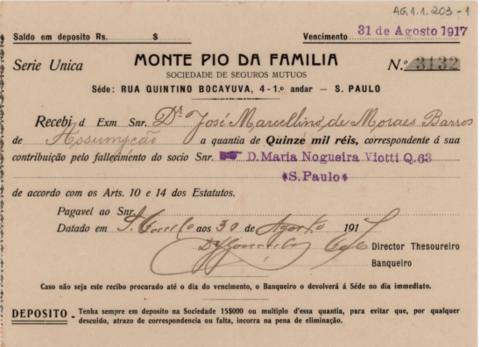 AG.1.1.203-1
Saldo em deposito Rs. $ Vencimento 31 de Agosto 1917
Serie Unica MONTE PIO DA FAMILIA N.º 3132
SOCIEDADE DE SEGUROS MUTUOS
Séde: RUA QUINTINO BOCAYUVA, 4-1.º andar — S. PAULO
Recebi d Exm Snr. Dr. José Marcellino de Moraes Barros
de Assumpção a quantia de Quinze mil réis, correspondente á sua
contribuição pelo fallecimento do socio Snr. D. Maria Nogueira Viotti Q.63
*S.Paulo*
de accordo com os Arts. 10 e 14 dos Estatutos.
Pagavel ao Snr.
Datado em S. Paulo aos 30 de Agosto 1917
Director Thesoureiro
Banqueiro
Caso não seja este recibo procurado até o dia do vencimento, o Banqueiro o devolverá á Séde no dia immediato.
DEPOSITO - Tenha sempre em deposito na Sociedade 15$000 ou multiplo d'essa quantia, para evitar que, por qualquer
descuido, atrazo de correspondencia ou falta, incorra na pena de eliminação.